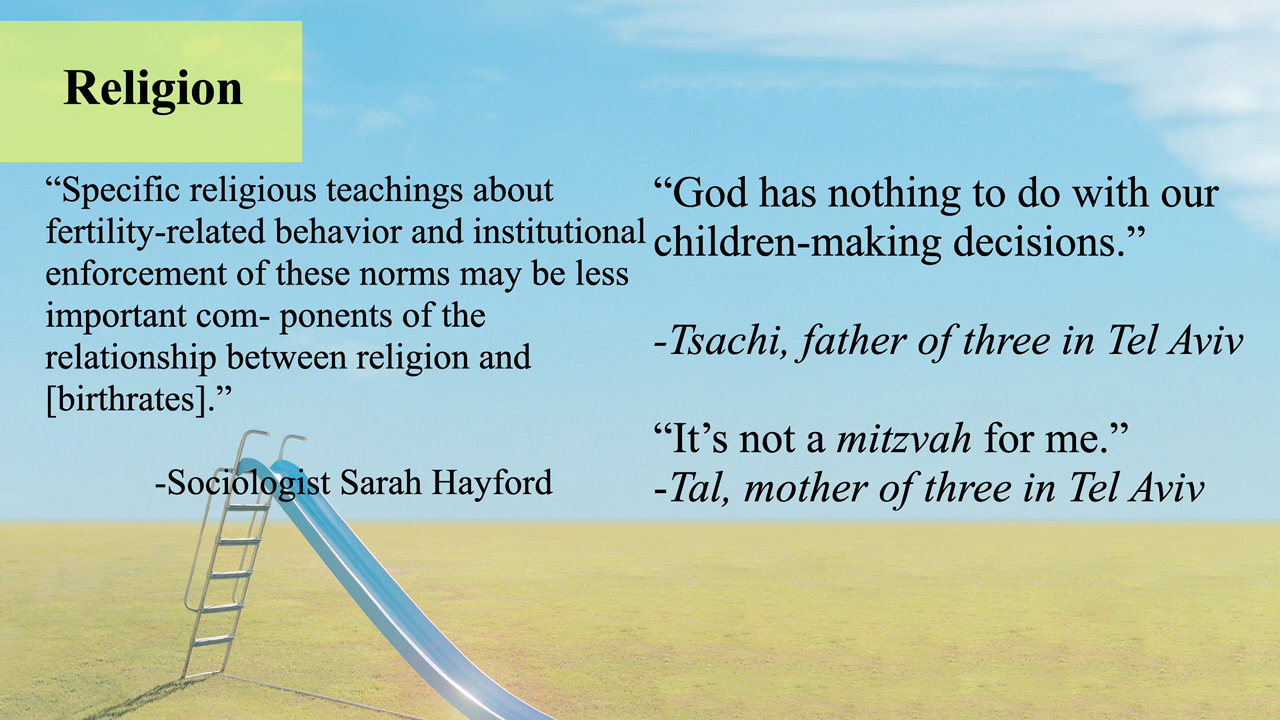 Religion
“Specific religious teachings about
fertility-related behavior and institutional
enforcement of these norms may be less
important com- ponents of the
relationship between religion and
[birthrates].”
-Sociologist Sarah Hayford
“God has nothing to do with our
children-making decisions.”
-Tsachi, father of three in Tel Aviv
“It’s not a mitzvah for me.”
-Tal, mother of three in Tel Aviv